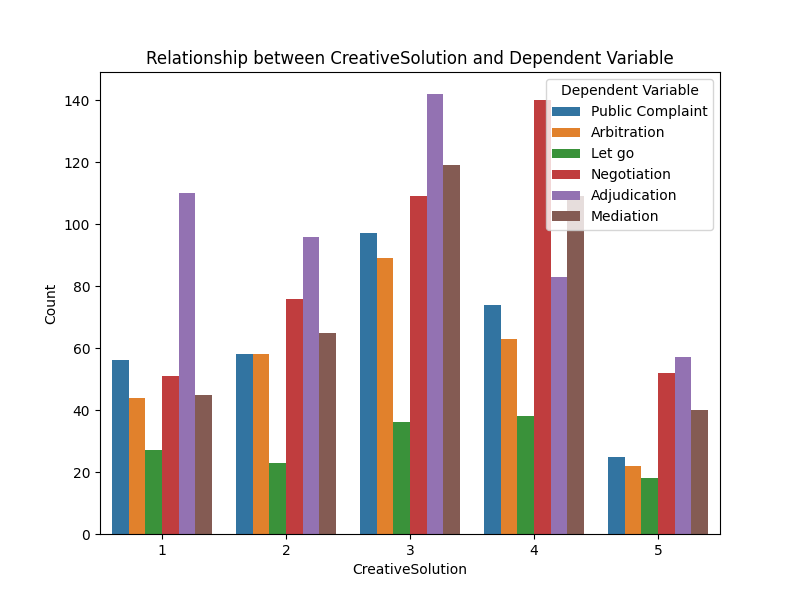 Relationship between CreativeSolution and Dependent Variable
Dependent Variable
Public Complaint
Arbitration
Let go
Negotiation
Adjudication
Mediation
140
120
100
80
60
40
20
0
Count
1 2 3 4 5
CreativeSolution